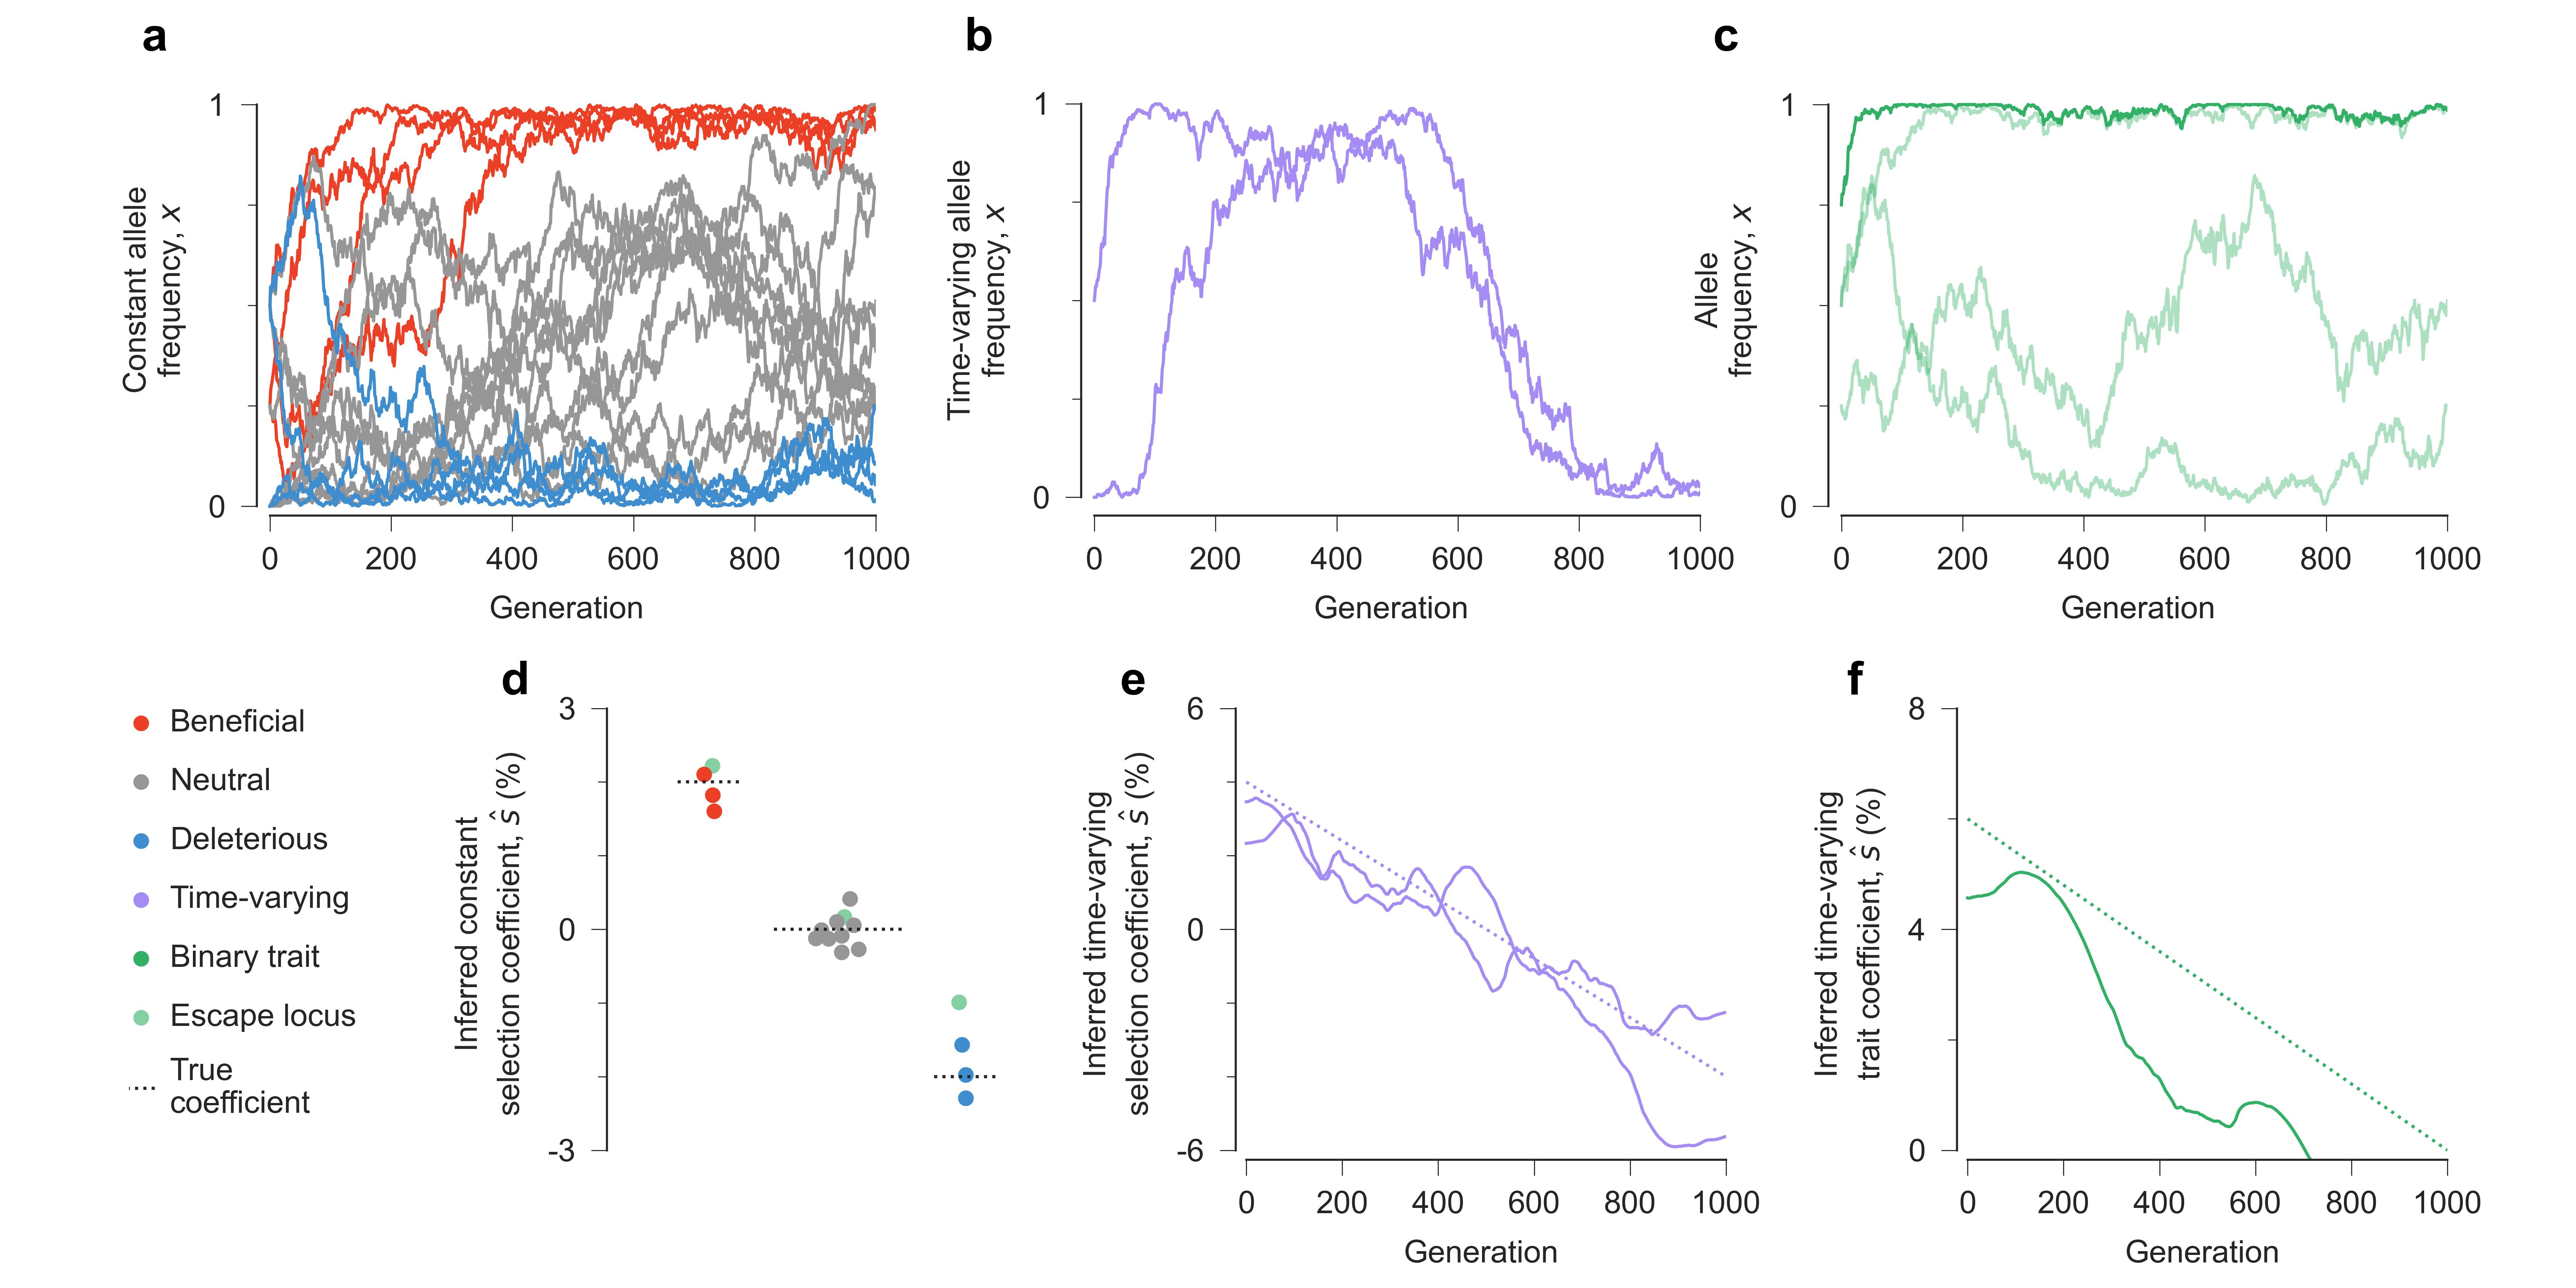 a
b
c
1
0
Constant allele
frequency, x
0 200 400 600 800 1000
Generation
1
0
Time-varying allele
frequency, x
0 200 400 600 800 1000
Generation
1
0
Allele
frequency, x
0 200 400 600 800 1000
Generation
Beneficial
Neutral
Deleterious
Time-varying
Binary trait
Escape locus
True
coefficient
d
3
0
-3
Inferred constant
selection coefficient, ŝ (%)
e
6
0
-6
Inferred time-varying
selection coefficient, ŝ (%)
0 200 400 600 800 1000
Generation
f
8
4
0
Inferred time-varying
trait coefficient, ŝ (%)
0 200 400 600 800 1000
Generation